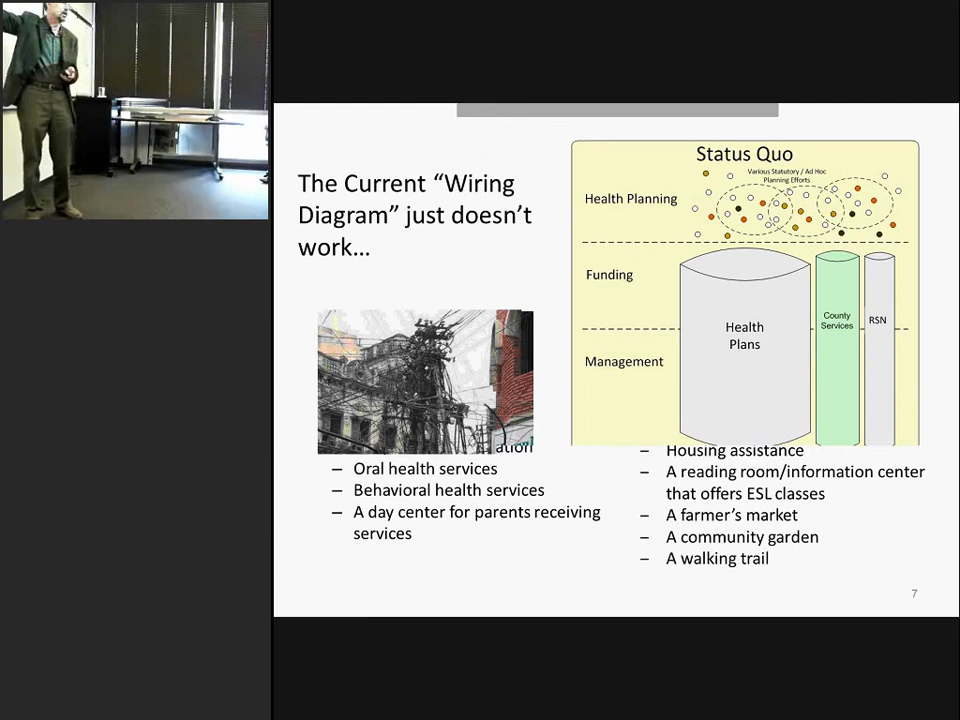 The Current “Wiring
Diagram” just doesn’t
work…
Status Quo
Various Statutory / Ad Hoc
Planning Efforts
Health Planning
Funding
Management
Health
Plans
County
Services
RSN
– Oral health services
– Behavioral health services
– A day center for parents receiving
services
– Housing assistance
– A reading room/information center
that offers ESL classes
– A farmer’s market
– A community garden
– A walking trail
7